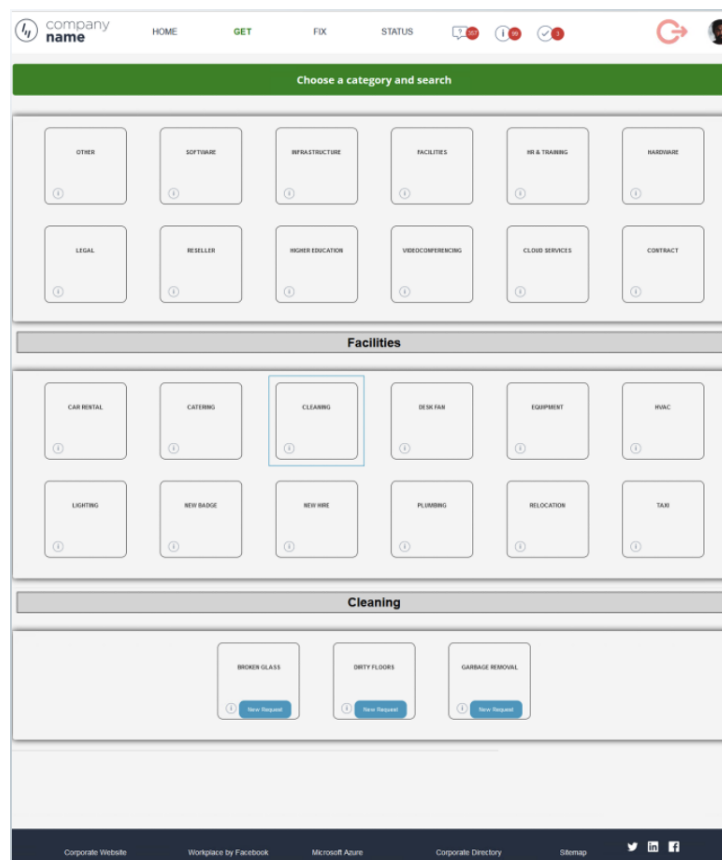 company
name
HOME
GET
FIX
STATUS
Choose a category and search
OTHER
SOFTWARE
INFRASTRUCTURE
FACILITIES
HR & TRAINING
HARDWARE
LEGAL
RESELLER
HIGHER EDUCATION
VIDEOCONFERENCING
CLOUD SERVICES
CONTRACT
Facilities
CAR RENTAL
CATERING
CLEANING
DESK FAN
EQUIPMENT
HVAC
LIGHTING
NEW BADGE
NEW HIRE
PLUMBING
RELOCATION
TAXI
Cleaning
BROKEN GLASS
DIRTY FLOORS
GARBAGE REMOVAL
New Request
New Request
New Request
Corporate Website
Workplace by Facebook
Microsoft Azure
Corporate Directory
Sitemap